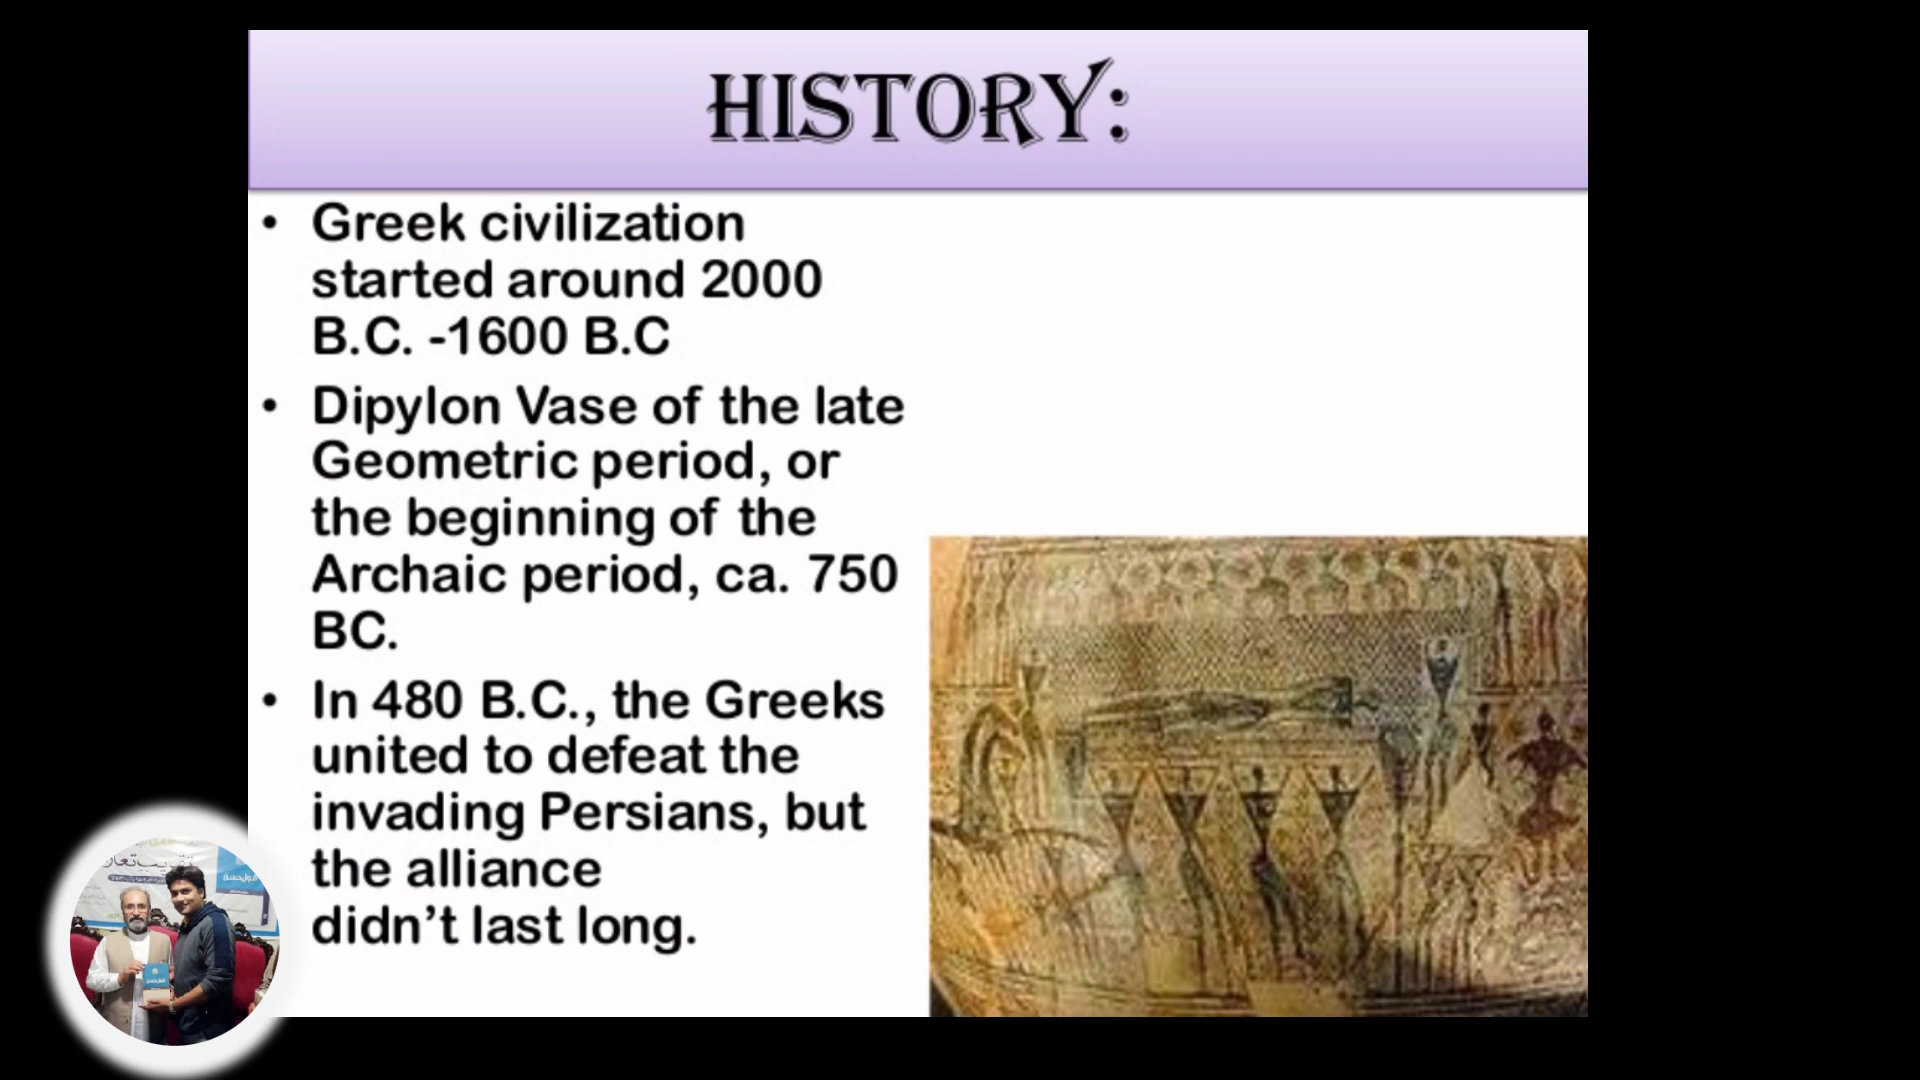 HISTORY:
• Greek civilization
started around 2000
B.C. -1600 B.C
• Dipylon Vase of the late
Geometric period, or
the beginning of the
Archaic period, ca. 750
BC.
• In 480 B.C., the Greeks
united to defeat the
invading Persians, but
the alliance
didn’t last long.